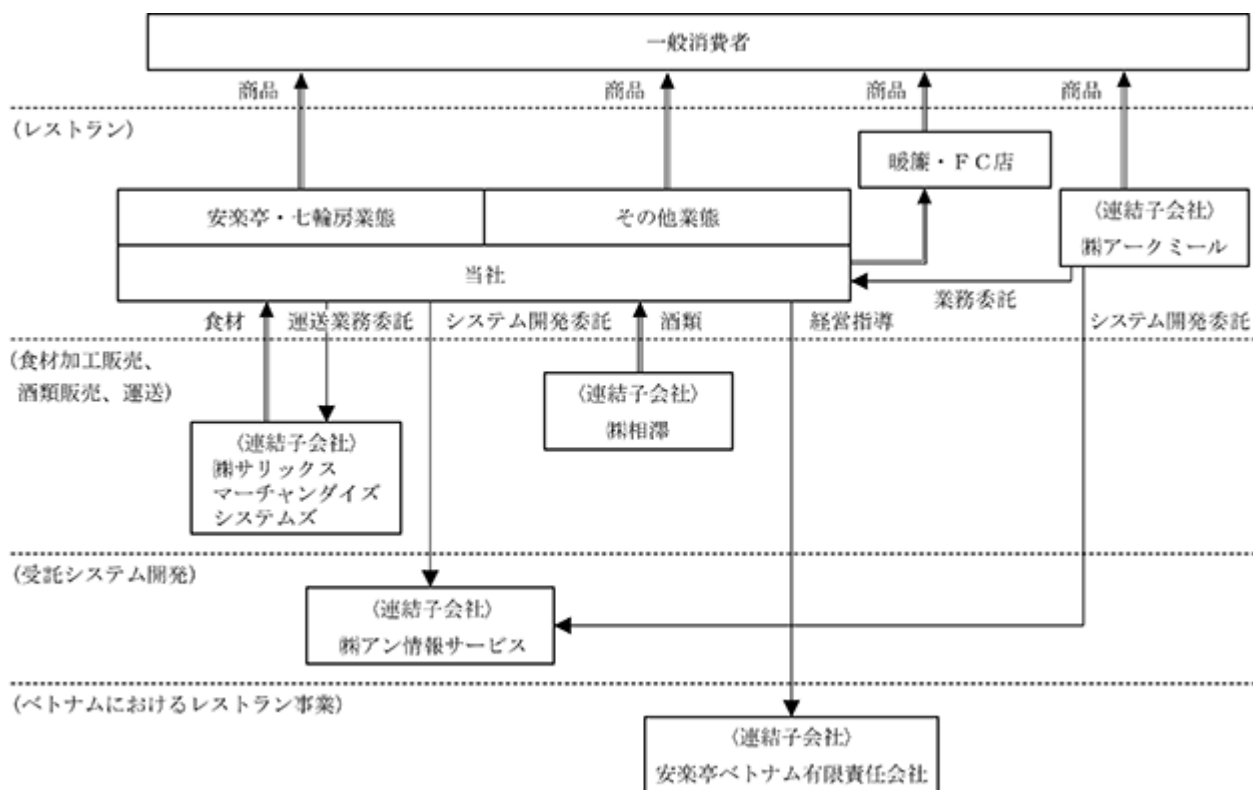 一般消費者
商品 商品 商品 商品
(レストラン)
暖簾・ＦＣ店
安楽亭・七輪房業態 その他業態
〈連結子会社〉
㈱アークミール
当社
業務委託
食材 運送業務委託 システム開発委託 酒類 経営指導 システム開発委託
(食材加工販売、
酒類販売、運送)
〈連結子会社〉
㈱相澤
〈連結子会社〉
㈱サリックス
マーチャンダイズ
システムズ
(受託システム開発)
〈連結子会社〉
㈱アン情報サービス
(ベトナムにおけるレストラン事業)
〈連結子会社〉
安楽亭ベトナム有限責任会社